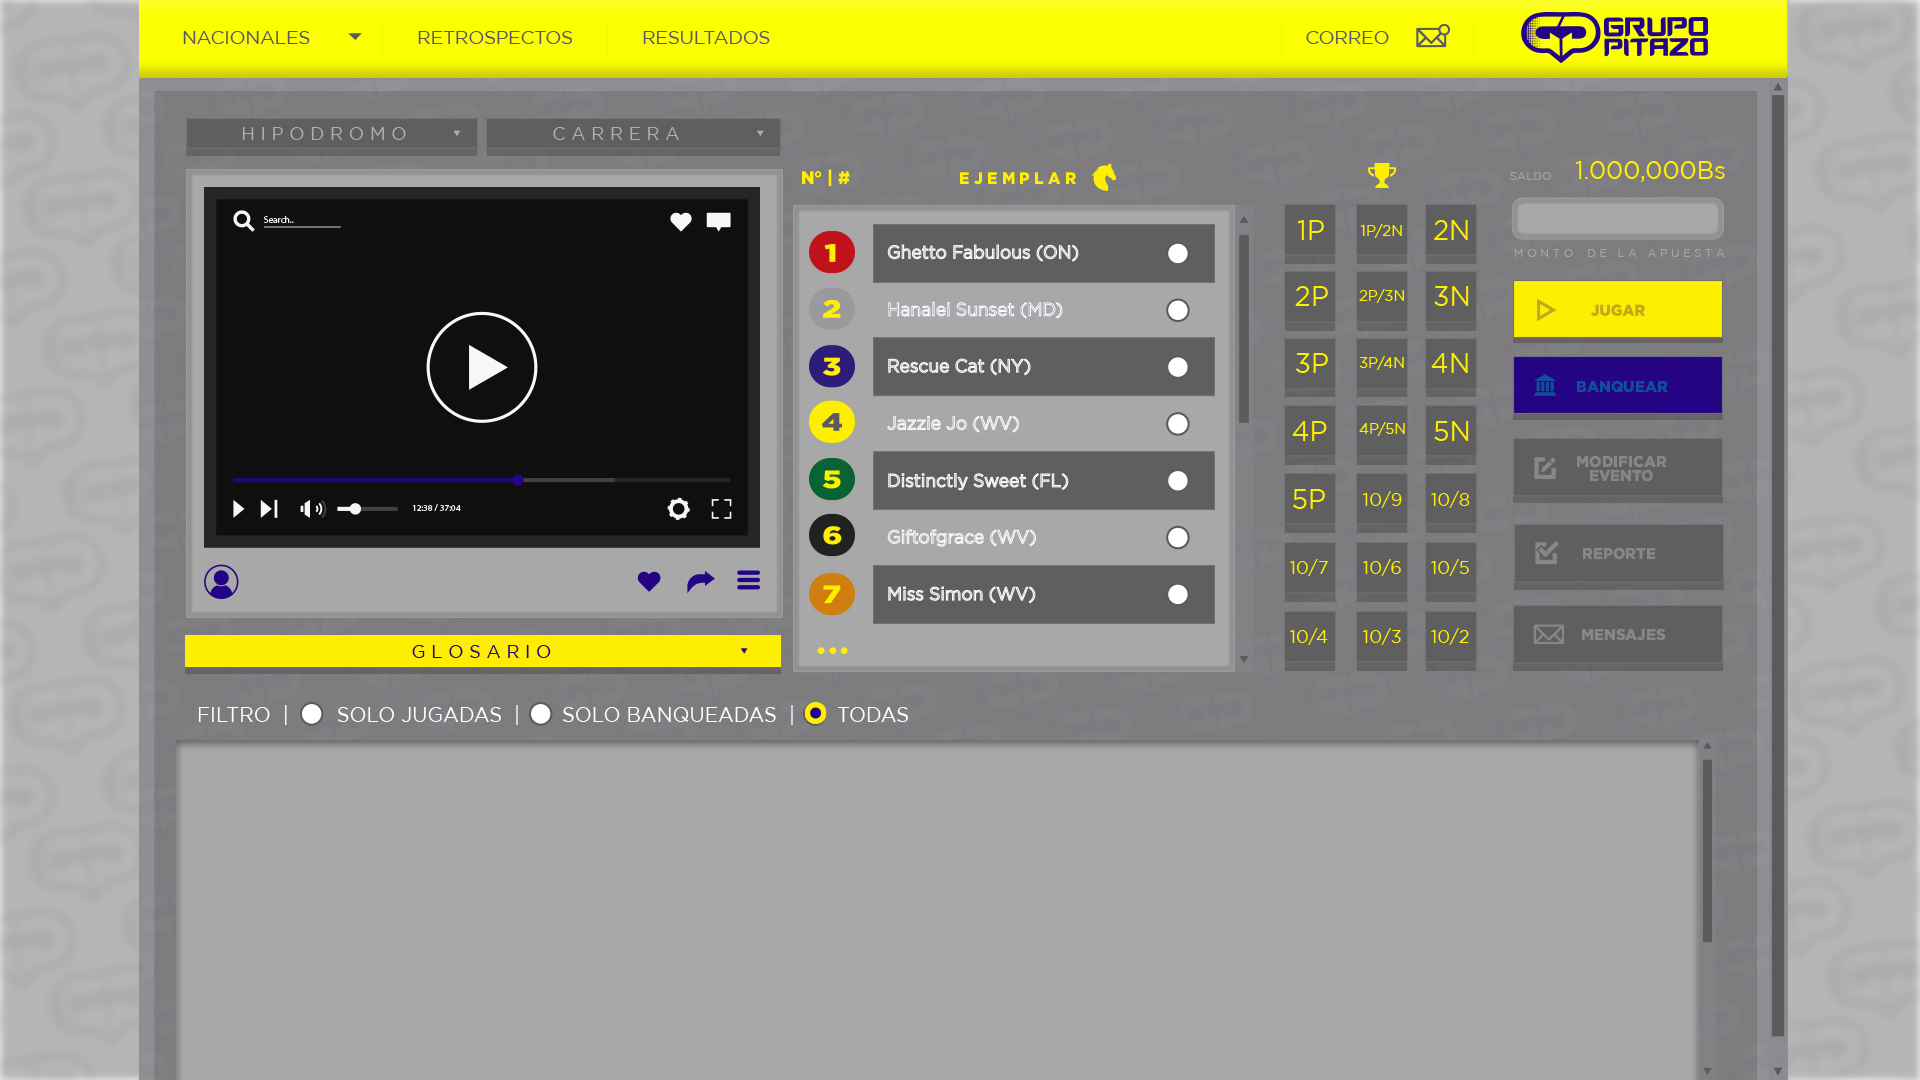 NACIONALES
RETROSPECTOS
RESULTADOS
CORREO
GRUPO
PITAZO
HIPODROMO
CARRERA
Search..
12:38 / 37:04
GLOSARIO
Nº | #
EJEMPLAR
1 Ghetto Fabulous (ON)
2 Hanalei Sunset (MD)
3 Rescue Cat (NY)
4 Jazzie Jo (WV)
5 Distinctly Sweet (FL)
6 Giftofgrace (WV)
7 Miss Simon (WV)
...
1P 1P/2N 2N
2P 2P/3N 3N
3P 3P/4N 4N
4P 4P/5N 5N
5P 10/9 10/8
10/7 10/6 10/5
10/4 10/3 10/2
SALDO 1.000,000Bs
MONTO DE LA APUESTA
JUGAR
BANQUEAR
MODIFICAR
EVENTO
REPORTE
MENSAJES
FILTRO | SOLO JUGADAS | SOLO BANQUEADAS | TODAS